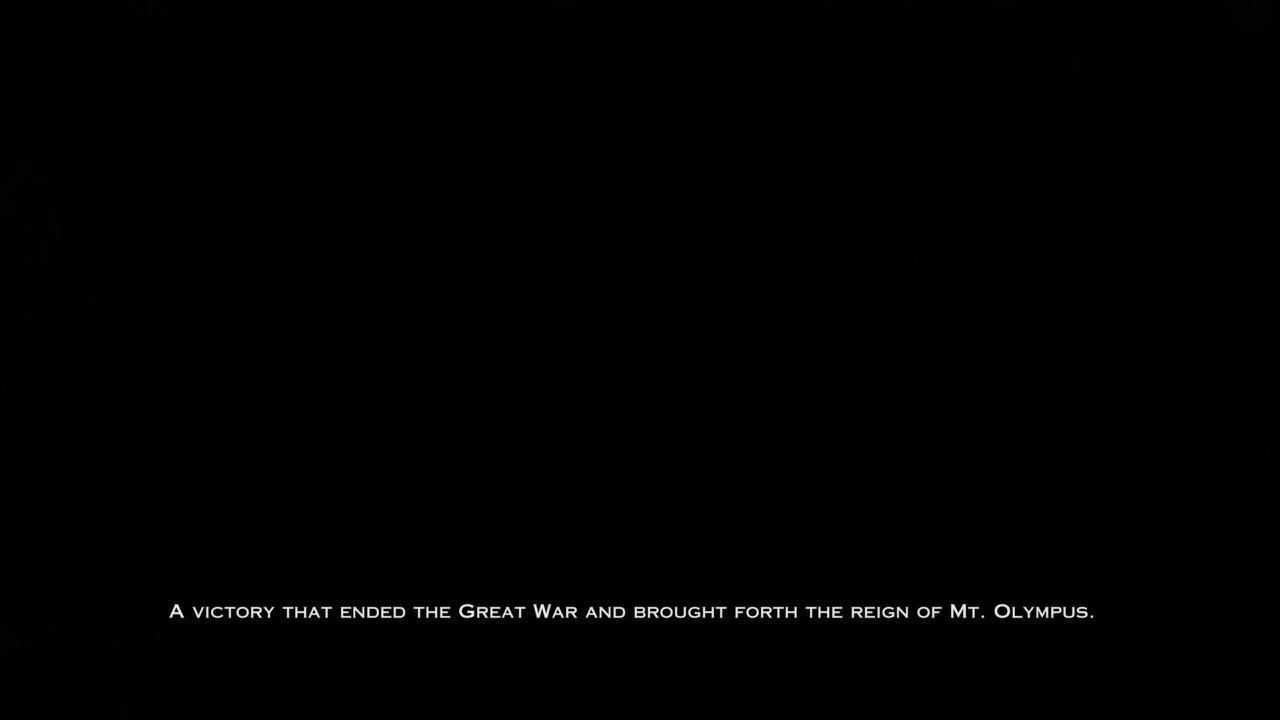 A victory that ended the Great War and brought forth the reign of Mt. Olympus.